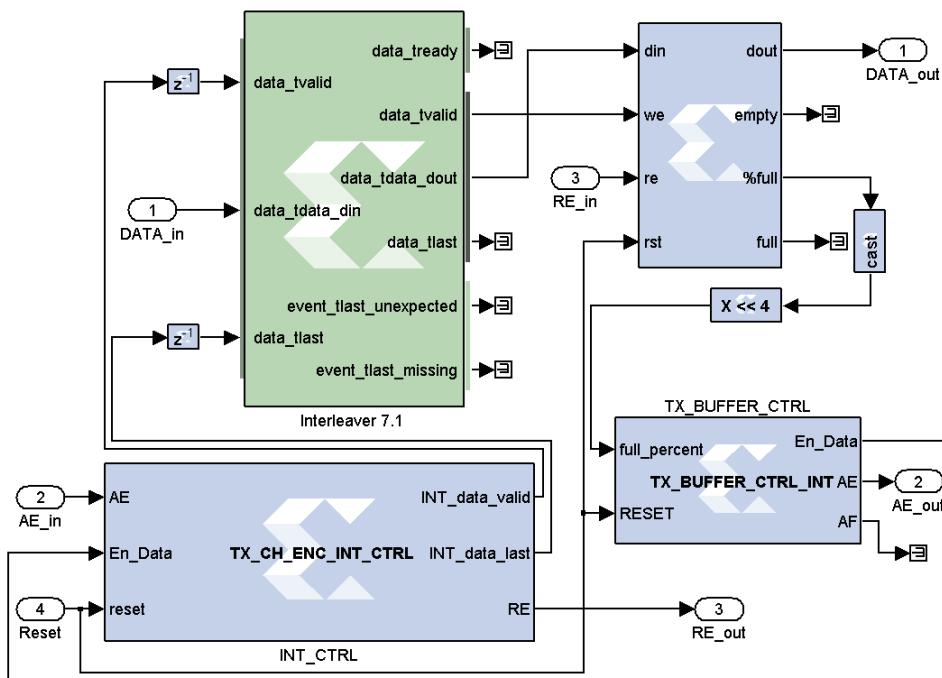 data_tready
din
dout
1
DATA_out
z-1
data_tvalid
data_tvalid
we
empty
data_tdata_dout
3
RE_in
re
%full
1
DATA_in
data_tdata_din
data_tlast
rst
full
cast
event_tlast_unexpected
X << 4
z-1
data_tlast
event_tlast_missing
Interleaver 7.1
TX_BUFFER_CTRL
full_percent
En_Data
TX_BUFFER_CTRL_INT
AE
2
AE_out
RESET
AF
2
AE_in
AE
INT_data_valid
En_Data
TX_CH_ENC_INT_CTRL
INT_data_last
4
Reset
reset
RE
3
RE_out
INT_CTRL